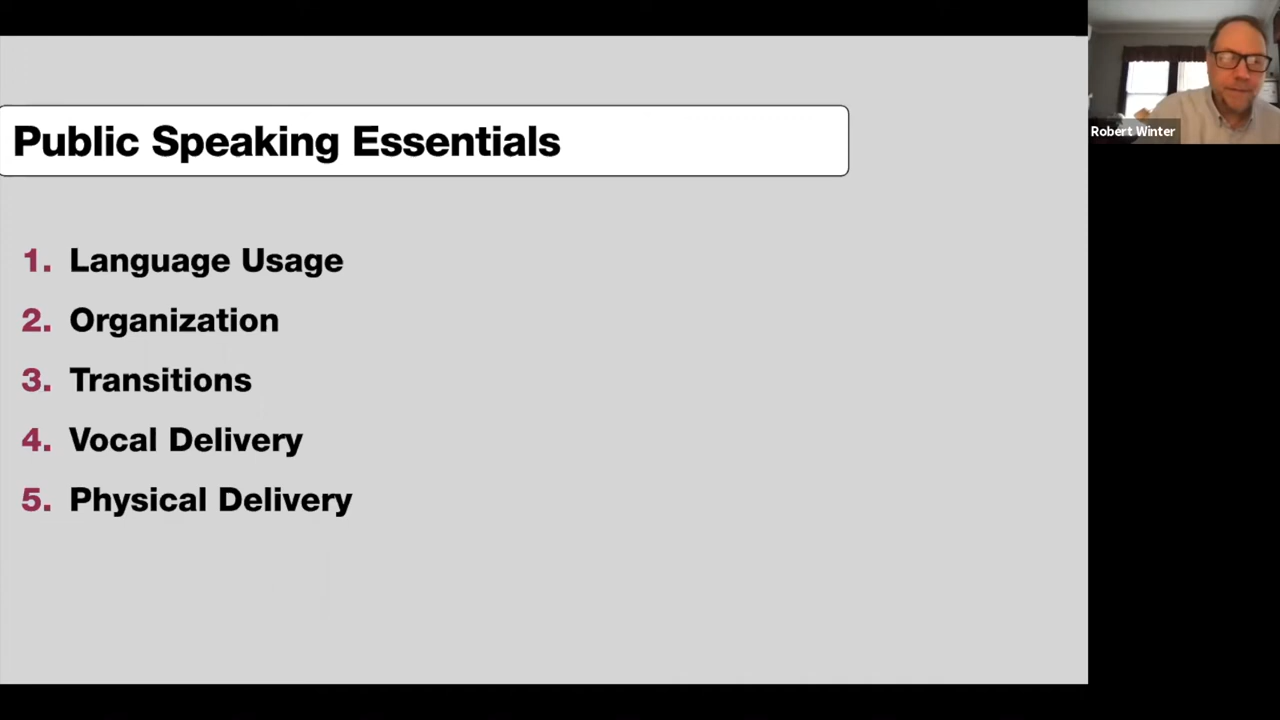 Public Speaking Essentials
1. Language Usage
2. Organization
3. Transitions
4. Vocal Delivery
5. Physical Delivery
Robert Winter